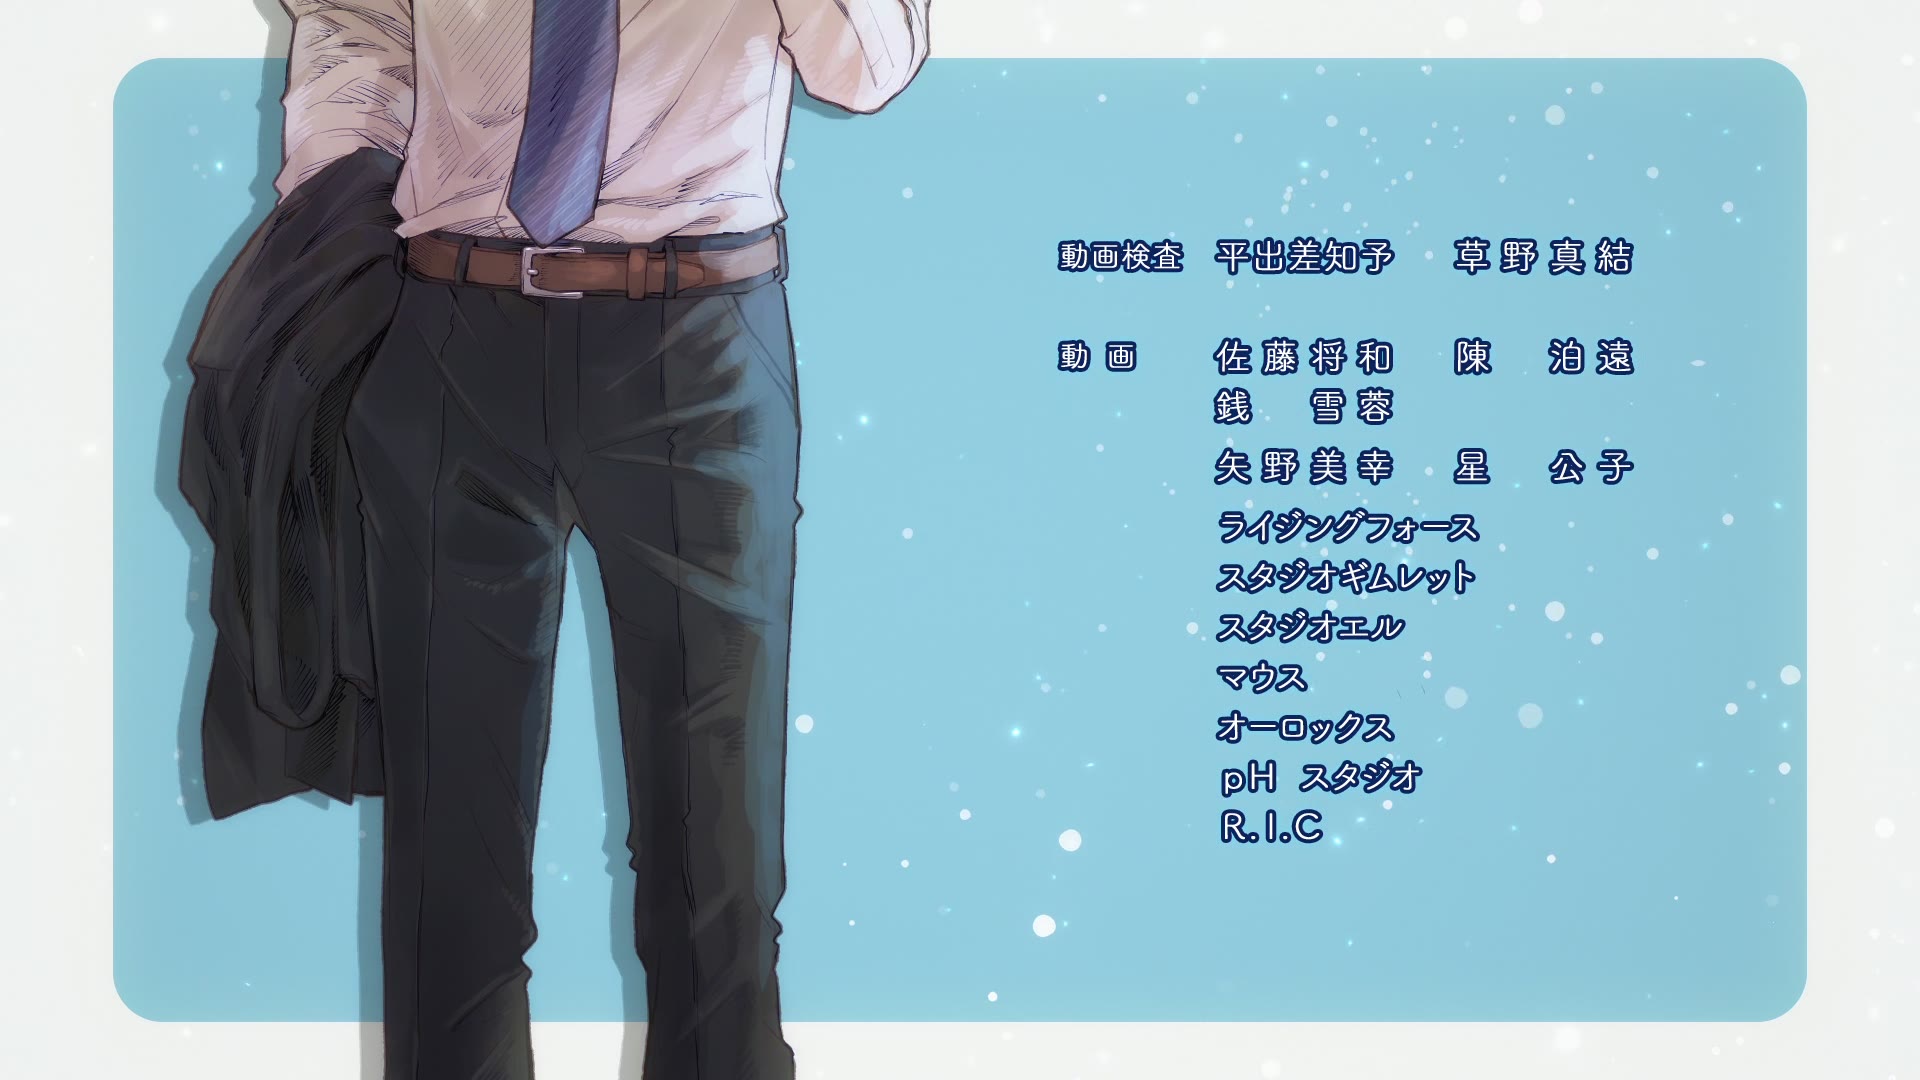 動画検査 平出差知予 草野真結
動画 佐藤将和 陳 泊遠
銭 雪蓉
矢野美幸 星 公子
ライジングフォース
スタジオギムレット
スタジオエル
マウス
オーロックス
pH スタジオ
R.I.C